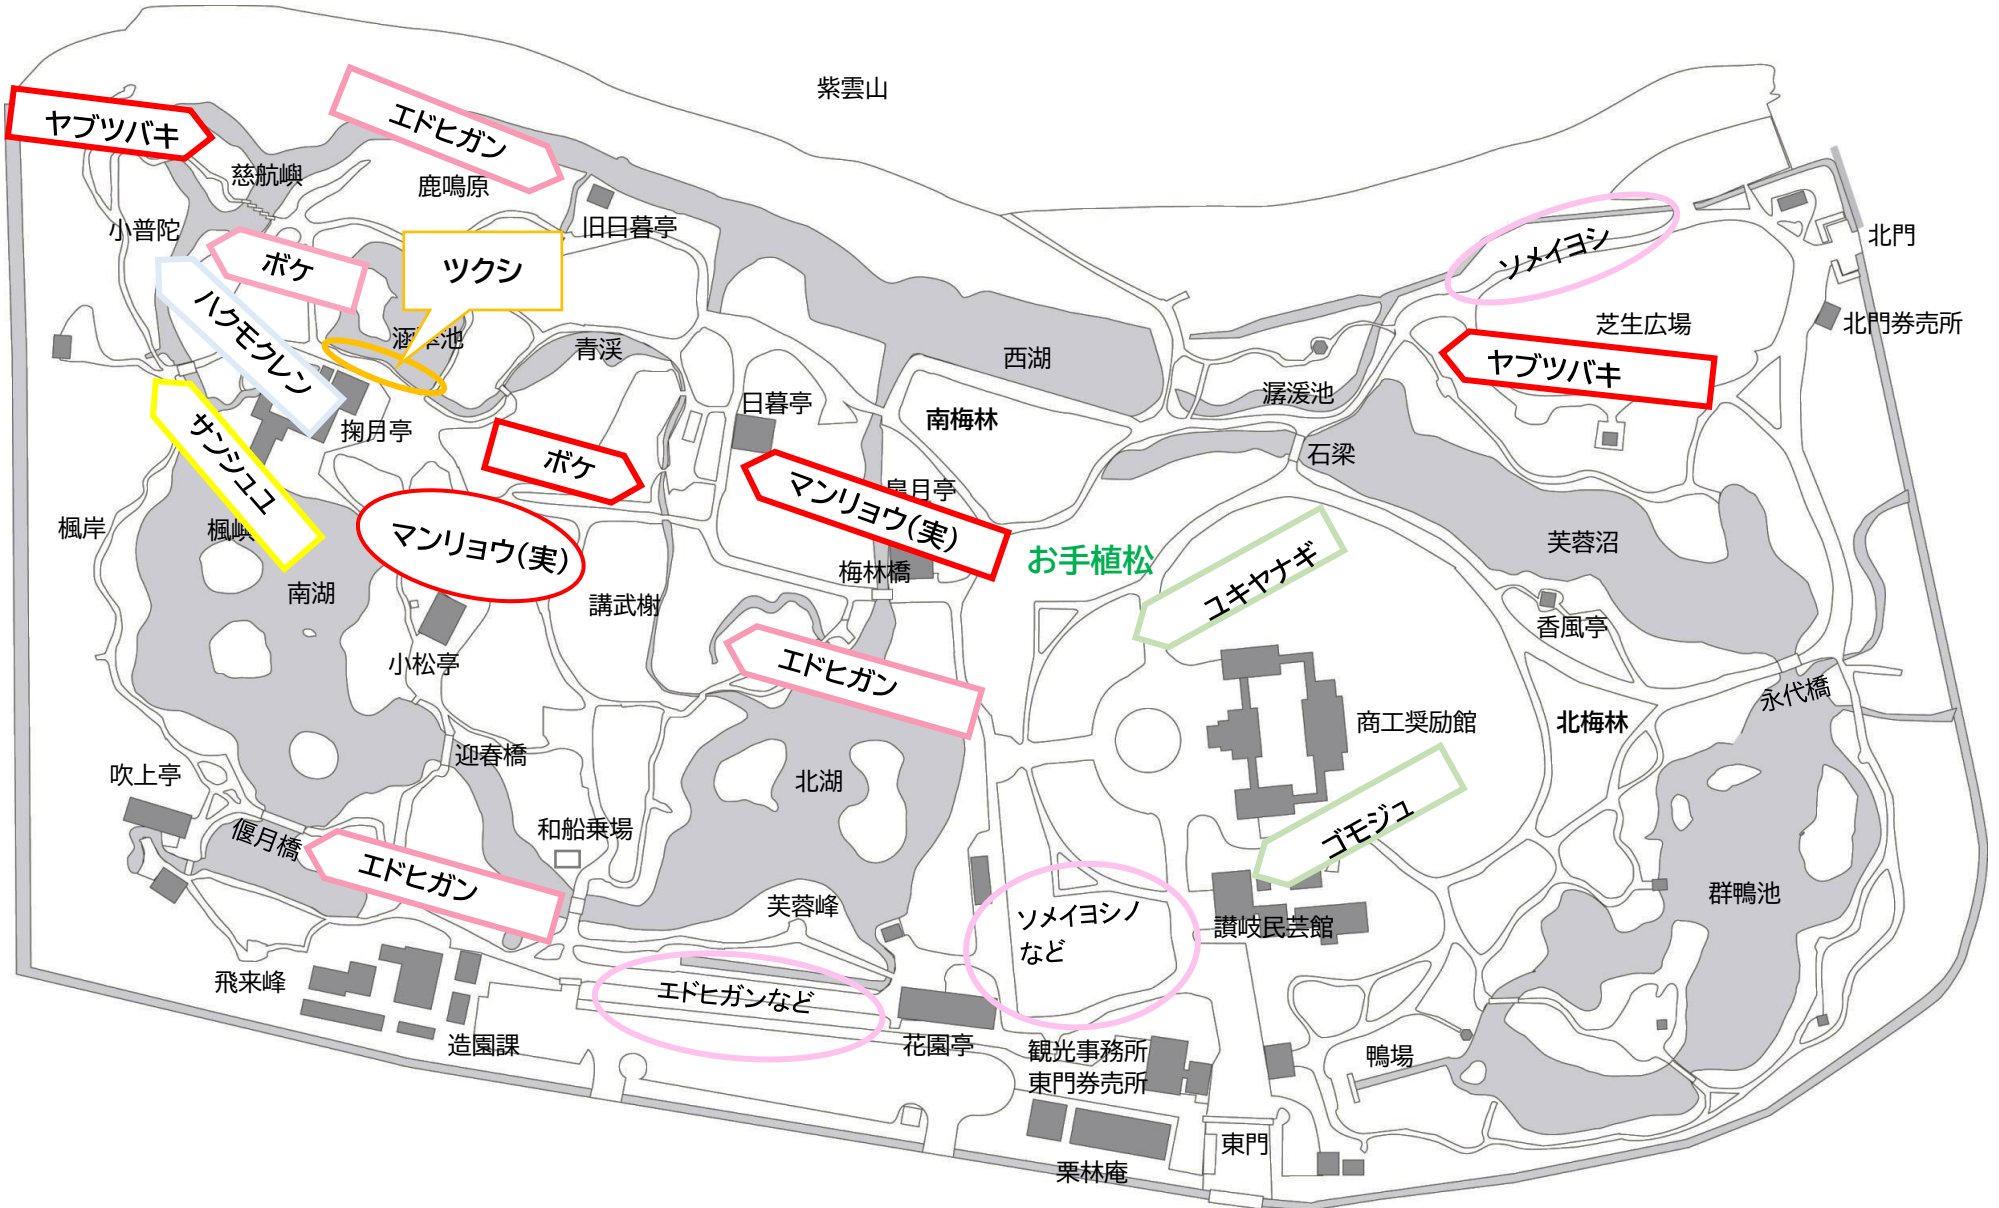 紫雲山
ヤブツバキ
エドヒガン
慈航嶼
鹿鳴原
小普陀
旧日暮亭
ソメイヨシ
北門
ボケ
ツクシ
ハクモクレン
北門券売所
芝生広場
青渓
西湖
ヤブツバキ
潺湲池
日暮亭
南梅林
サンシュユ
掬月亭
石梁
ボケ
マンリョウ(実)
皐月亭
楓岸
楓嶼
マンリョウ(実)
お手植松
ユキヤナギ
芙蓉沼
梅林橋
南湖
講武榭
香風亭
小松亭
エドヒガン
永代橋
商工奨励館
北梅林
迎春橋
吹上亭
北湖
ゴモジュ
偃月橋
和船乗場
エドヒガン
芙蓉峰
ソメイヨシノ
など
讃岐民芸館
群鴨池
飛来峰
エドヒガンなど
造園課
花園亭
観光事務所
東門券売所
鴨場
東門
栗林庵